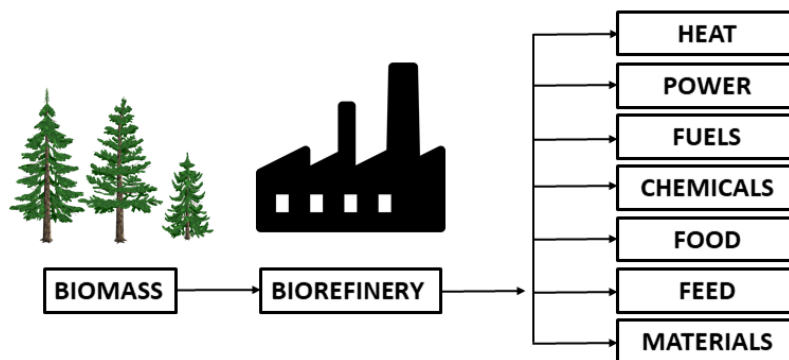 HEAT
POWER
FUELS
CHEMICALS
FOOD
BIOMASS
BIOREFINERY
FEED
MATERIALS